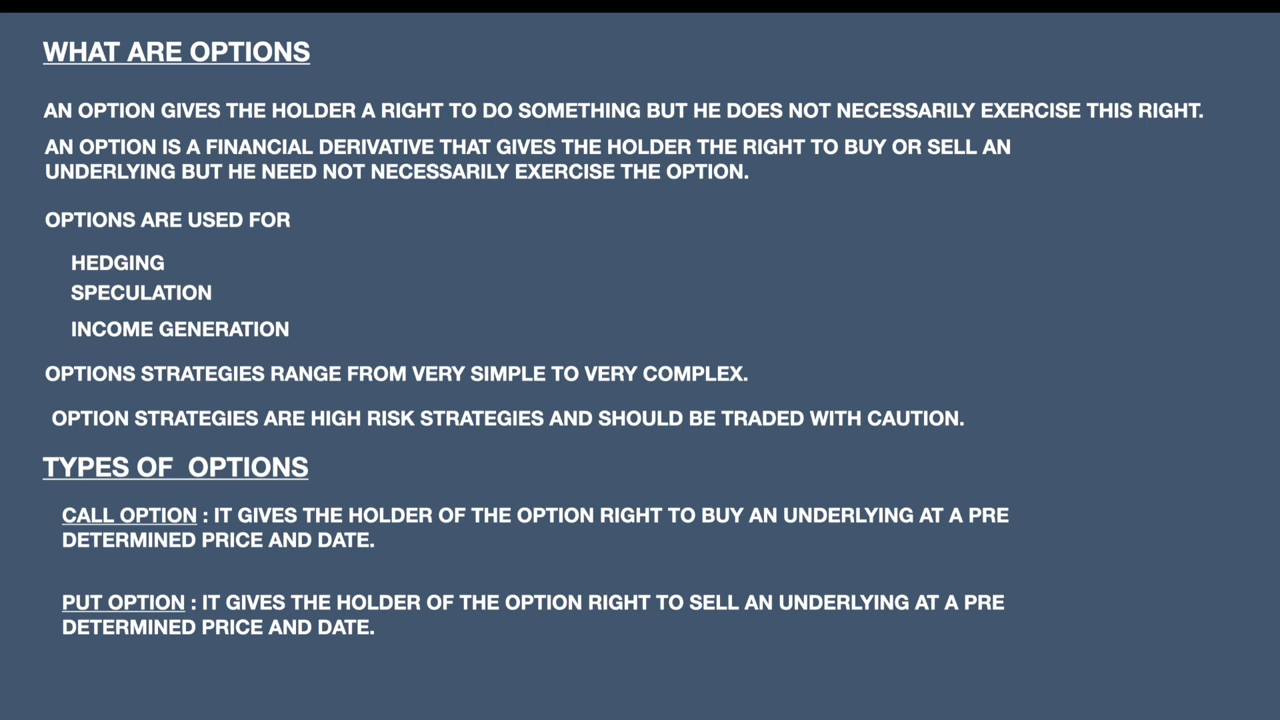 WHAT ARE OPTIONS
AN OPTION GIVES THE HOLDER A RIGHT TO DO SOMETHING BUT HE DOES NOT NECESSARILY EXERCISE THIS RIGHT.
AN OPTION IS A FINANCIAL DERIVATIVE THAT GIVES THE HOLDER THE RIGHT TO BUY OR SELL AN
UNDERLYING BUT HE NEED NOT NECESSARILY EXERCISE THE OPTION.
OPTIONS ARE USED FOR
HEDGING
SPECULATION
INCOME GENERATION
OPTIONS STRATEGIES RANGE FROM VERY SIMPLE TO VERY COMPLEX.
OPTION STRATEGIES ARE HIGH RISK STRATEGIES AND SHOULD BE TRADED WITH CAUTION.
TYPES OF  OPTIONS
CALL OPTION : IT GIVES THE HOLDER OF THE OPTION RIGHT TO BUY AN UNDERLYING AT A PRE
DETERMINED PRICE AND DATE.
PUT OPTION : IT GIVES THE HOLDER OF THE OPTION RIGHT TO SELL AN UNDERLYING AT A PRE
DETERMINED PRICE AND DATE.